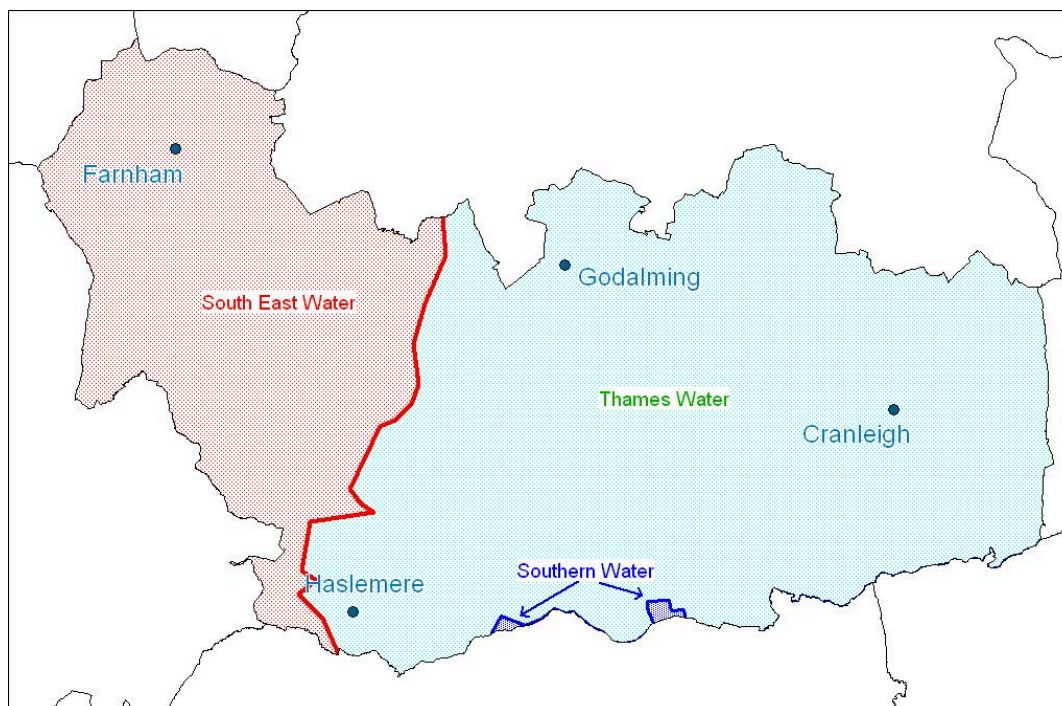 Farnham
Godalming
South East Water
Thames Water
Cranleigh
Southern Water
Haslemere